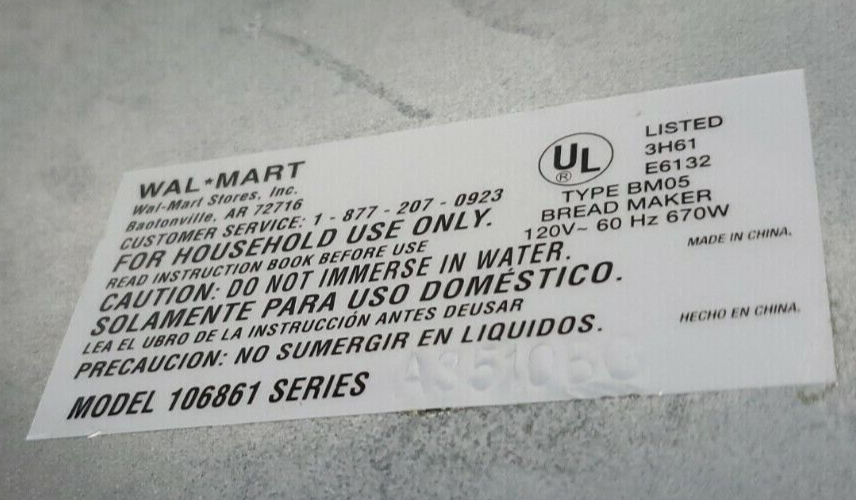 WAL★MART
Wal-Mart Stores, Inc.
Baotonville, AR 72716
CUSTOMER SERVICE: 1 - 877 - 207 - 0923
FOR HOUSEHOLD USE ONLY.
READ INSTRUCTION BOOK BEFORE USE
CAUTION: DO NOT IMMERSE IN WATER.
SOLAMENTE PARA USO DOMÉSTICO.
LEA EL UBRO DE LA INSTRUCCIÓN ANTES DEUSAR
PRECAUCION: NO SUMERGIR EN LIQUIDOS.
MODEL 106861 SERIES
UL ®
LISTED
3H61
E6132
TYPE BM05
BREAD MAKER
120V~ 60 Hz 670W
MADE IN CHINA.
HECHO EN CHINA.